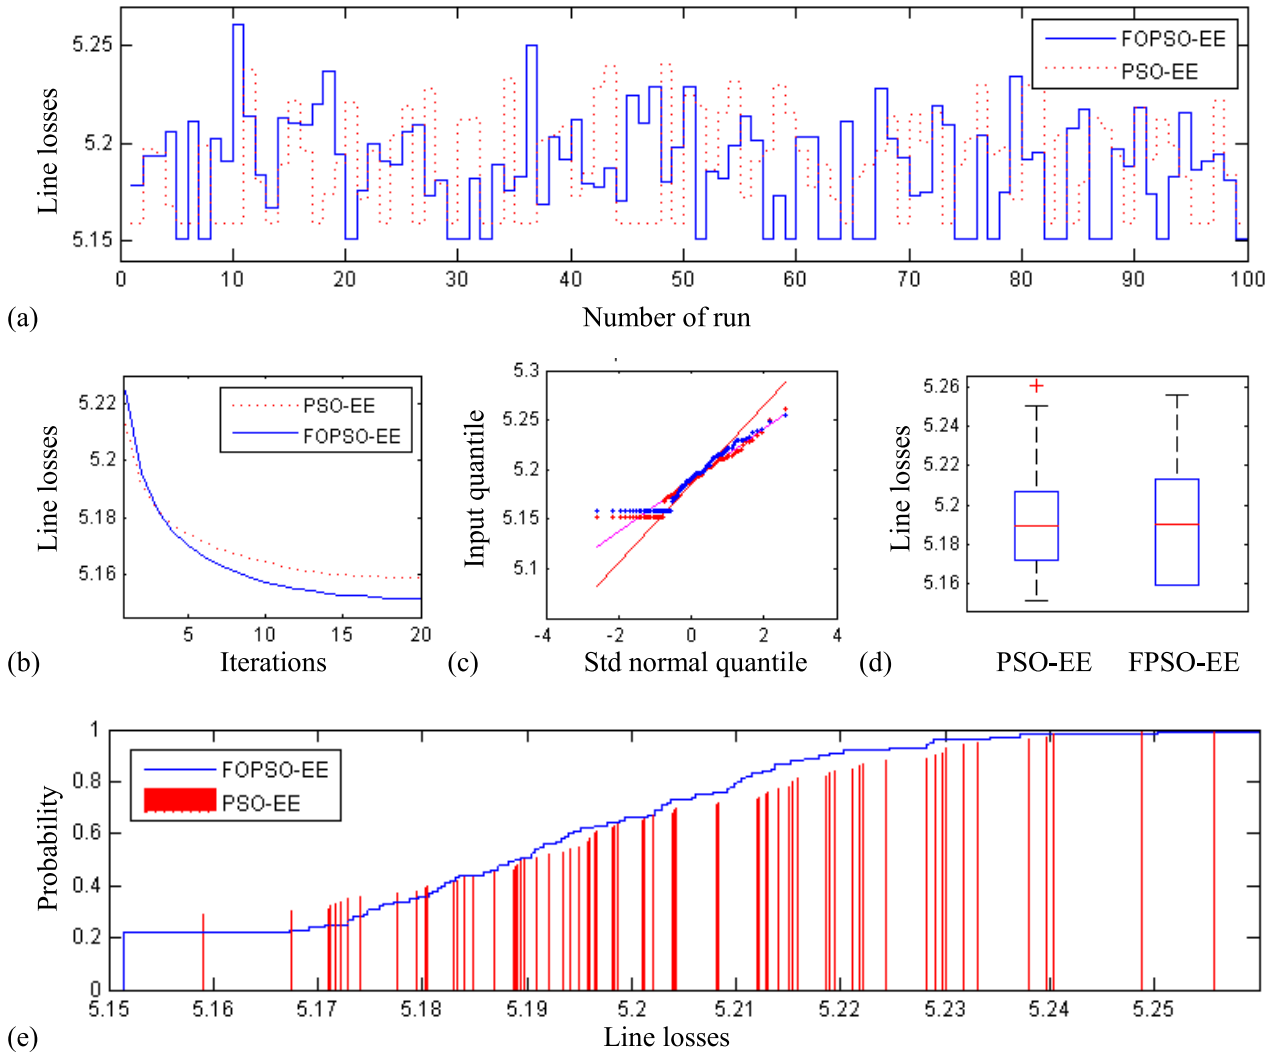 5.25
5.2
5.15
Line losses
FOPSO-EE
PSO-EE
0 10 20 30 40 50 60 70 80 90 100
(a) Number of run
5.22
5.2
5.18
5.16
Line losses
PSO-EE
FOPSO-EE
5 10 15 20
(b) Iterations
5.3
5.25
5.2
5.15
5.1
Input quantile
-4 -2 0 2 4
(c) Std normal quantile
5.26
5.24
5.22
5.2
5.18
5.16
Line losses
(d) PSO-EE FPSO-EE
1
0.8
0.6
0.4
0.2
0
Probability
FOPSO-EE
PSO-EE
5.15 5.16 5.17 5.18 5.19 5.2 5.21 5.22 5.23 5.24 5.25
(e) Line losses